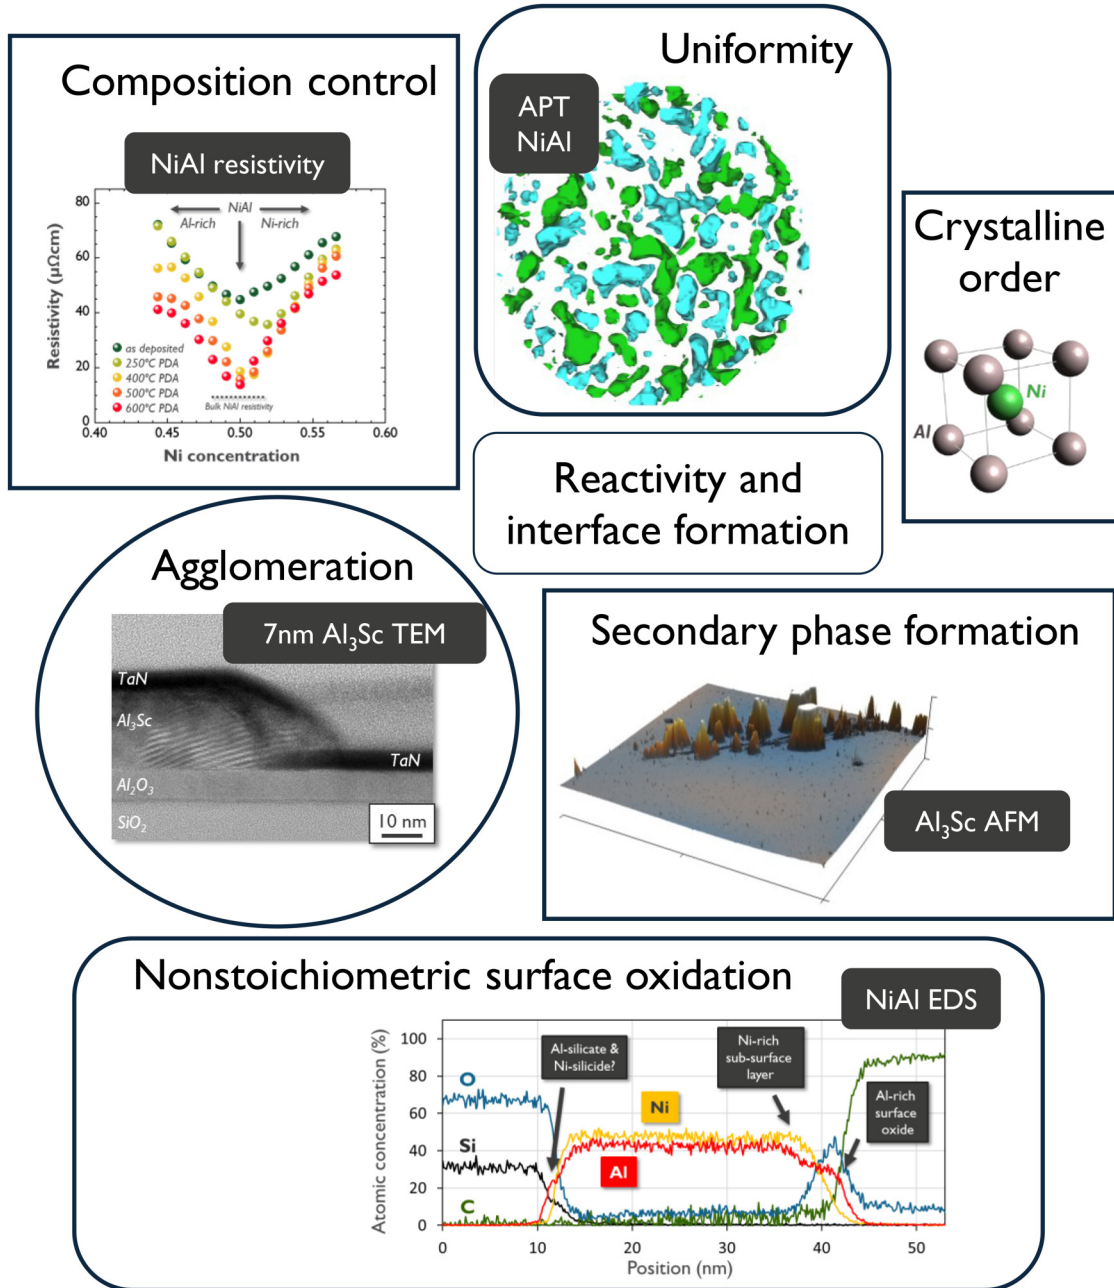 Composition control
NiAl resistivity
80
60
40
20
0
Resistivity (μΩcm)
NiAl
Al-rich
Ni-rich
as deposited
250ºC PDA
400ºC PDA
500ºC PDA
600ºC PDA
Bulk NiAl resistivity
0.40
0.45
0.50
0.55
0.60
Ni concentration
Uniformity
APT
NiAl
Crystalline
order
Ni
Al
Reactivity and
interface formation
Agglomeration
7nm Al₃Sc TEM
TaN
Al₃Sc
TaN
Al₂O₃
SiO₂
10 nm
Secondary phase formation
Al₃Sc AFM
Nonstoichiometric surface oxidation
NiAl EDS
Atomic concentration (%)
100
80
60
40
20
0
O
Si
C
Al-silicate &
Ni-silicide?
Ni
Al
Ni-rich
sub-surface
layer
Al-rich
surface
oxide
0
10
20
30
40
50
Position (nm)